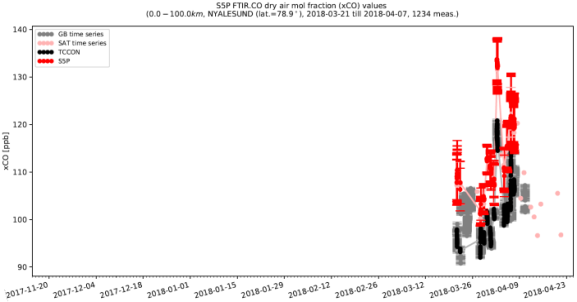 S5P FTIR.CO dry air mol fraction (xCO) values
(0.0 − 100.0km, NYALESUND (lat.=78.9°), 2018-03-21 till 2018-04-07, 1234 meas.)
GB time series
SAT time series
TCCON
S5P
xCO [ppb]
140
130
120
110
100
90
2017-11-20 2017-12-04 2017-12-18 2018-01-01 2018-01-15 2018-01-29 2018-02-12 2018-02-26 2018-03-12 2018-03-26 2018-04-09 2018-04-23